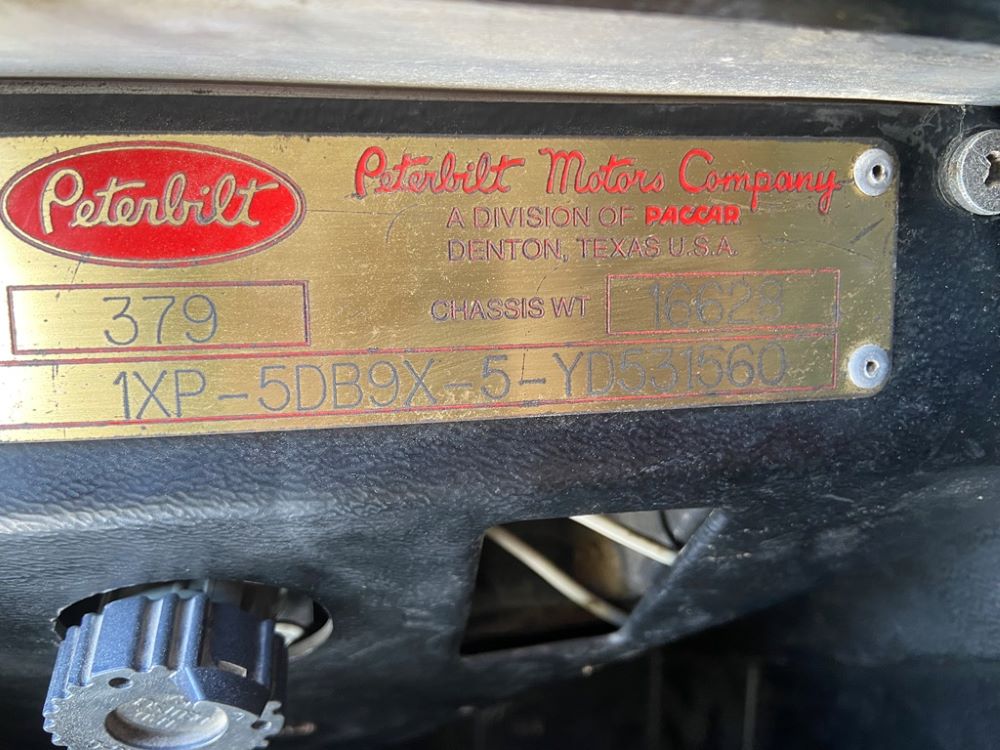 Peterbilt
Peterbilt Motors Company
A DIVISION OF PACCAR
DENTON, TEXAS U.S.A.
379
CHASSIS WT 16628
1XP-5DB9X-5-YD531560